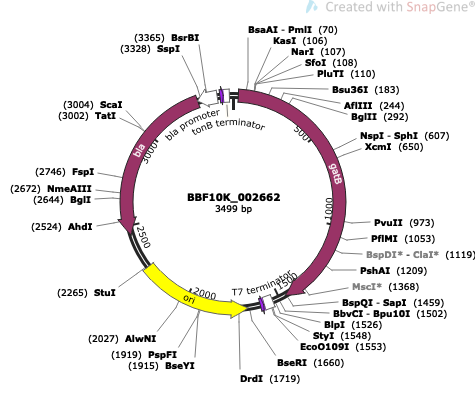 Created with SnapGene®
(3365) BsrBI
(3328) SspI
BsaAI - PmlI (70)
KasI (106)
NarI (107)
SfoI (108)
PluTI (110)
Bsu36I (183)
AflIII (244)
BglII (292)
NspI - SphI (607)
XcmI (650)
PvuII (973)
PflMI (1053)
BspDI* - ClaI* (1119)
PshAI (1209)
MscI* (1368)
BspQI - SapI (1459)
BbvCI - Bpu10I (1502)
BlpI (1526)
StyI (1548)
EcoO109I (1553)
BseRI (1660)
DrdI (1719)
(1915) BseYI
(1919) PspFI
(2027) AlwNI
(2265) StuI
(2524) AhdI
(2644) BglI
(2672) NmeAIII
(2746) FspI
(3002) TatI
(3004) ScaI
bla promoter
tonB terminator
bla
gatB
ori
T7 terminator
500
1000
1500
2000
2500
3000
BBF10K_002662
3499 bp